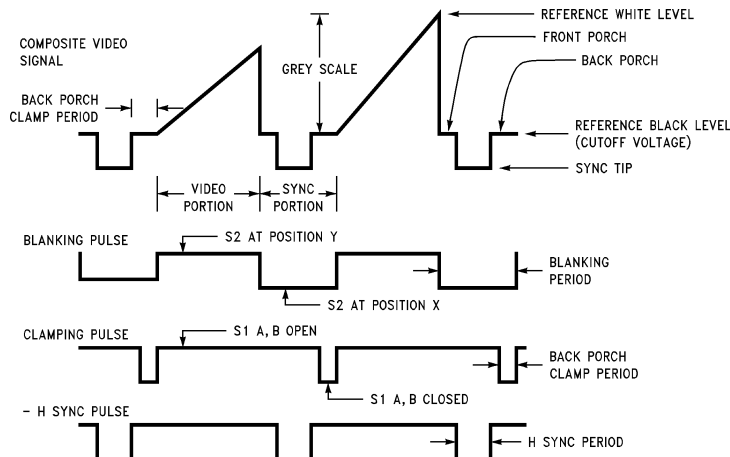 REFERENCE WHITE LEVEL
FRONT PORCH
COMPOSITE VIDEO
SIGNAL
GREY SCALE
BACK PORCH
BACK PORCH
CLAMP PERIOD
REFERENCE BLACK LEVEL
(CUTOFF VOLTAGE)
SYNC TIP
VIDEO
PORTION
SYNC
PORTION
BLANKING PULSE
S2 AT POSITION Y
BLANKING
PERIOD
S2 AT POSITION X
CLAMPING PULSE
S1 A, B OPEN
BACK PORCH
CLAMP PERIOD
S1 A, B CLOSED
- H SYNC PULSE
H SYNC PERIOD